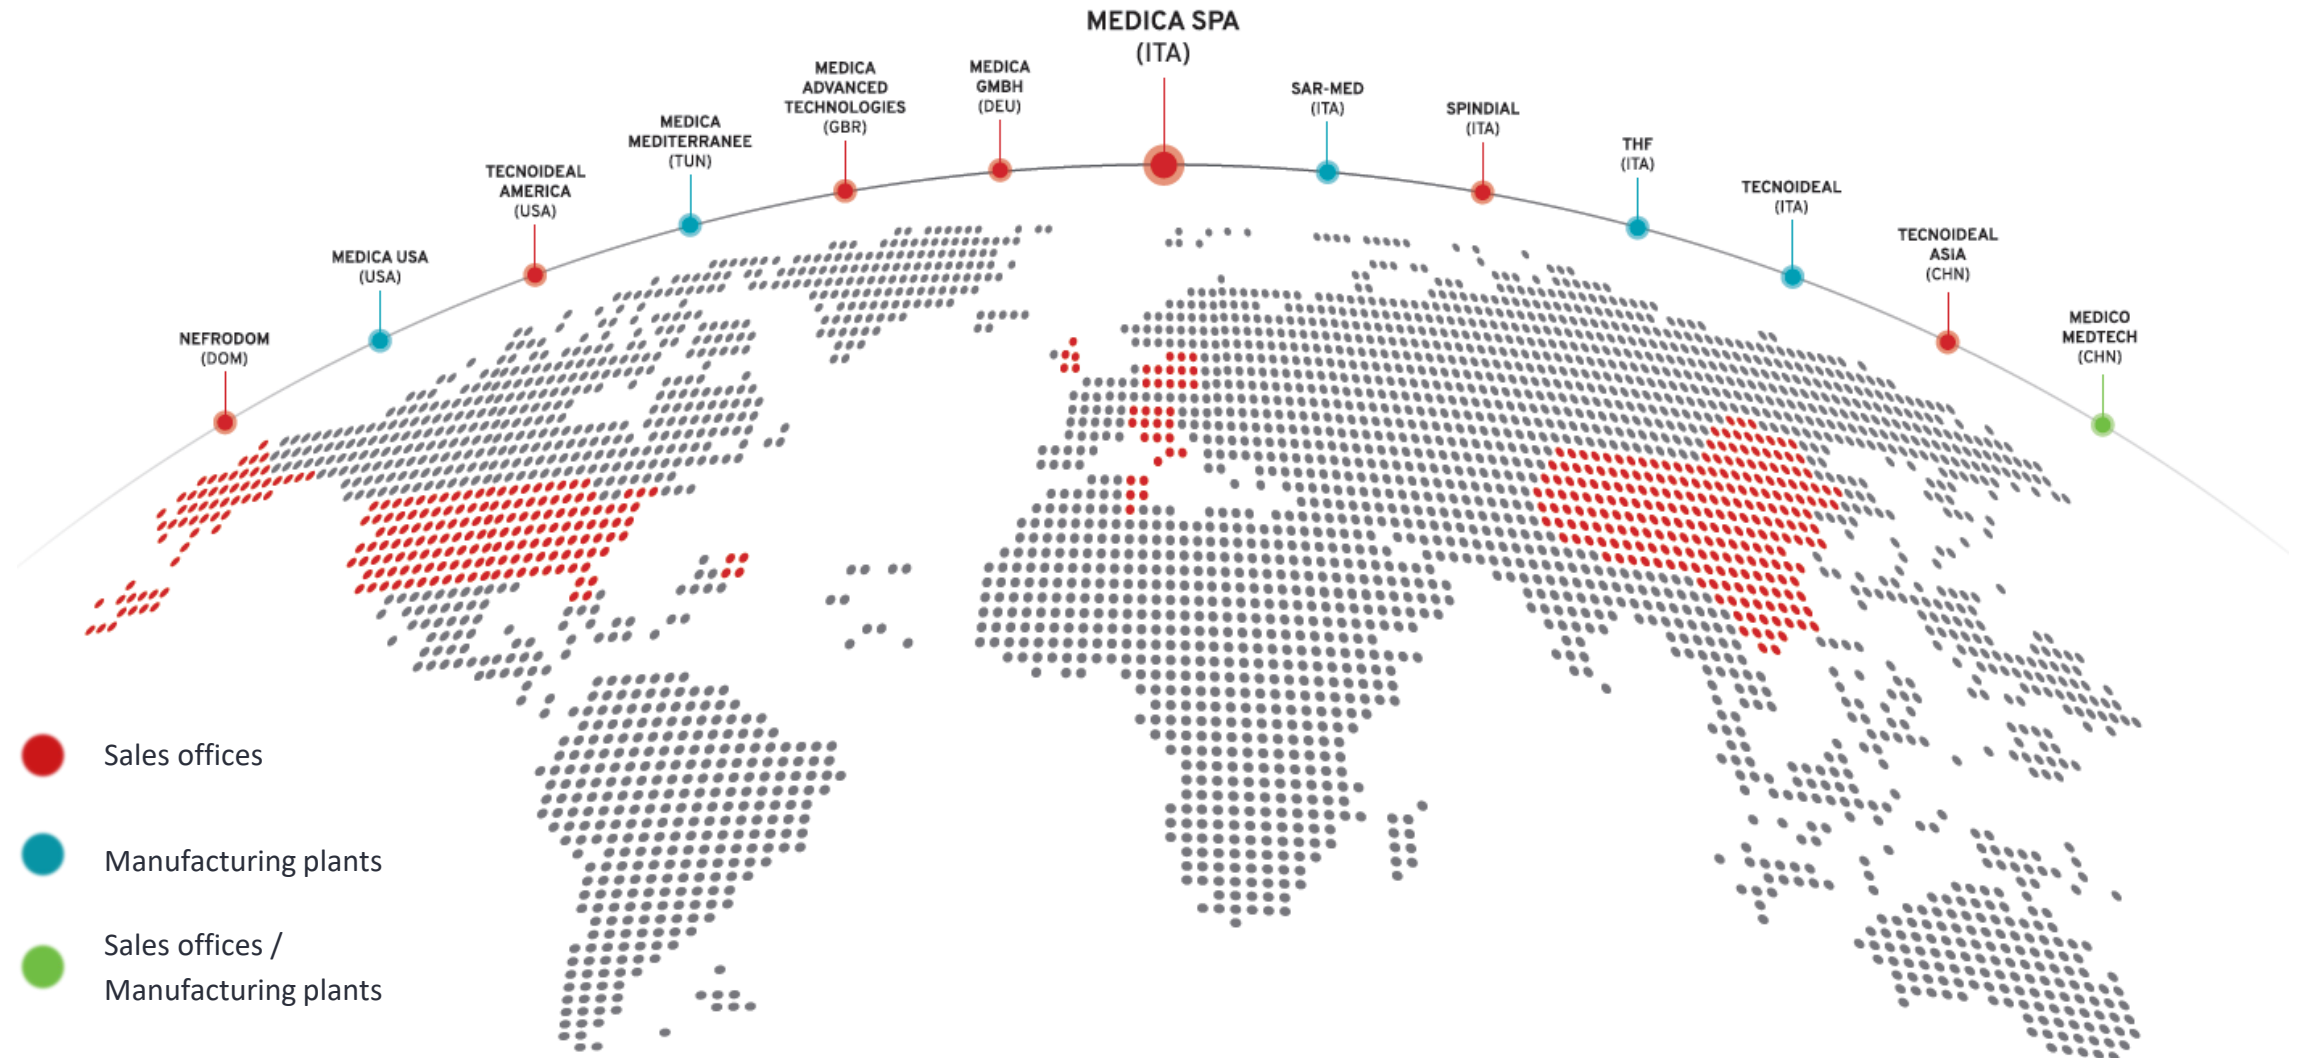 MEDICA SPA
(ITA)
MEDICA
ADVANCED
TECHNOLOGIES
(GBR)
MEDICA
GMBH
(DEU)
SAR-MED
(ITA)
SPINDIAL
(ITA)
MEDICA
MEDITERRANEE
(TUN)
THF
(ITA)
TECNOIDEAL
AMERICA
(USA)
TECNOIDEAL
(ITA)
MEDICA USA
(USA)
TECNOIDEAL
ASIA
(CHN)
NEFRODOM
(DOM)
MEDICO
MEDTECH
(CHN)
Sales offices
Manufacturing plants
Sales offices /
Manufacturing plants